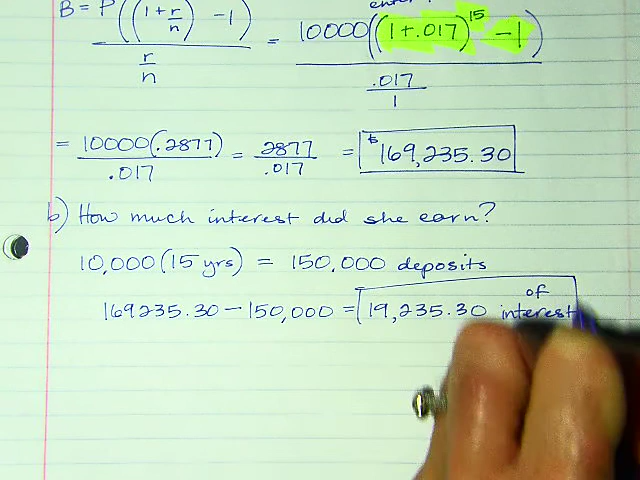 enter
B = P((1 + r/n) - 1) / (r/n) = 10000((1+.017)^15 - 1) / (.017/1)
= 10000(.2877) / .017 = 2877 / .017 = $169,235.30
b) How much interest did she earn?
10,000 (15 yrs) = 150,000 deposits
169235.30 - 150,000 = 19,235.30 of interest